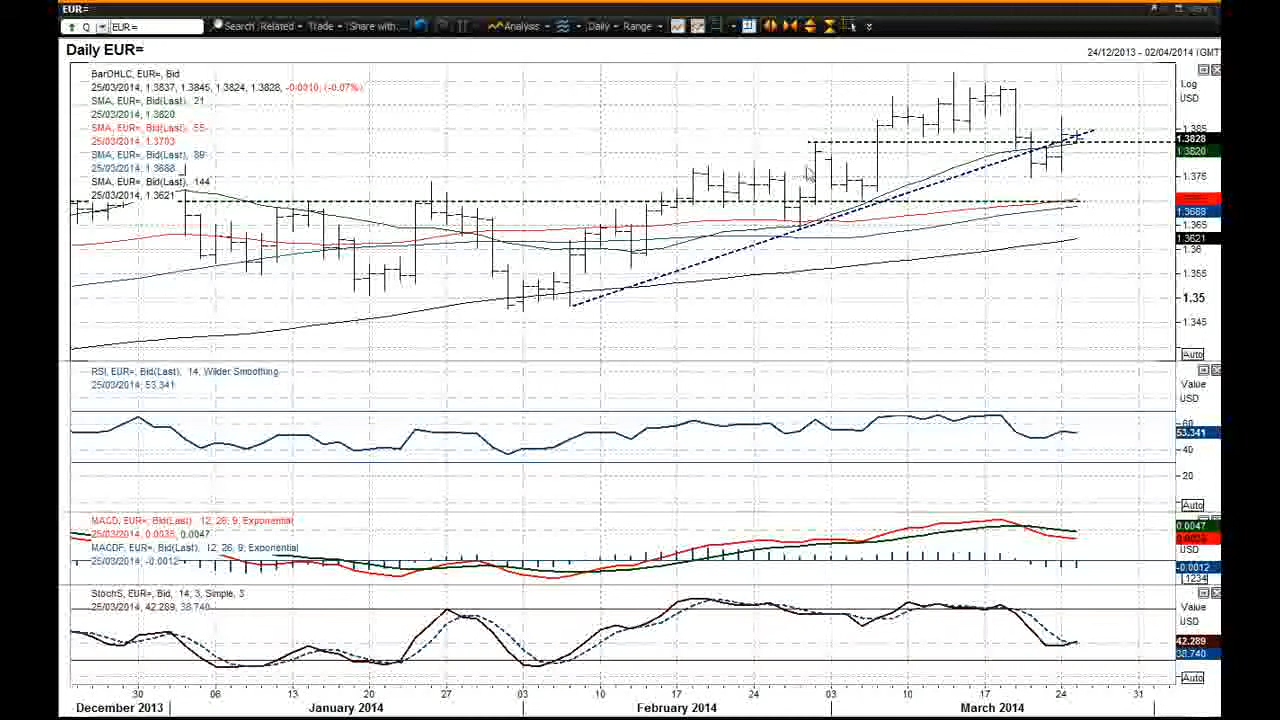 EUR=
Q EUR= Search Related Trade Share with... Analysis Daily Range
Daily EUR=
24/12/2013 - 02/04/2014 (GMT
BarOHLC, EUR=, Bid
25/03/2014, 1.3837, 1.3845, 1.3824, 1.3828, -0.0010, (-0.07%)
SMA, EUR=, Bid(Last), 21
25/03/2014, 1.3820
SMA, EUR=, Bid(Last), 55
25/03/2014, 1.3703
SMA, EUR=, Bid(Last), 89
25/03/2014, 1.3688
SMA, EUR=, Bid(Last), 144
25/03/2014, 1.3621
Log
USD
1.385
1.3828
1.3820
1.375
1.3688
1.365
1.3621
1.36
1.355
1.35
1.345
Auto
RSI, EUR=, Bid(Last), 14, Wilder Smoothing
25/03/2014, 53.341
Value
USD
60
53.341
40
20
Auto
MACD, EUR=, Bid(Last), 12, 26, 9, Exponential
25/03/2014, 0.0035, 0.0047
MACDF, EUR=, Bid(Last), 12, 26, 9, Exponential
25/03/2014, -0.0012
0.0047
0.0035
USD
-0.0012
.1234
StochS, EUR=, Bid, 14, 3, Simple, 3
25/03/2014, 42.289, 38.740
Value
USD
42.289
38.740
Auto
30 06 13 20 27 03 10 17 24 03 10 17 24 31
December 2013 January 2014 February 2014 March 2014